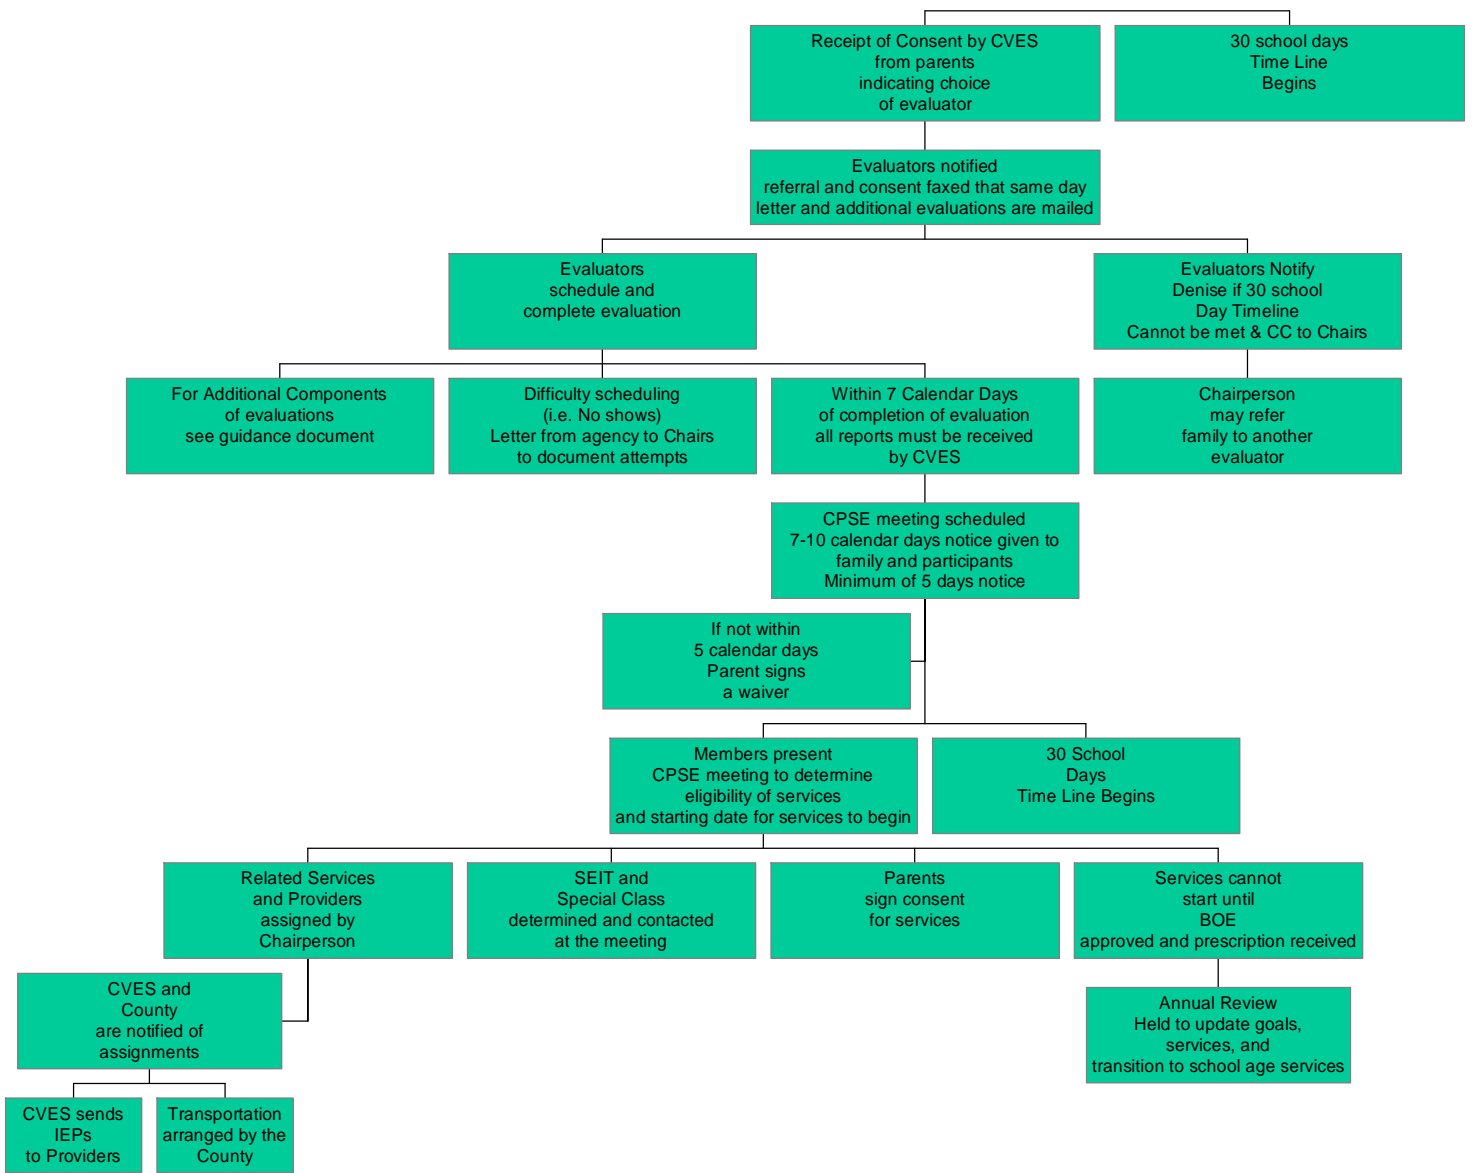 Receipt of Consent by CVES
from parents
indicating choice
of evaluator
30 school days
Time Line
Begins
Evaluators notified
referral and consent faxed that same day
letter and additional evaluations are mailed
Evaluators
schedule and
complete evaluation
Evaluators Notify
Denise if 30 school
Day Timeline
Cannot be met & CC to Chairs
For Additional Components
of evaluations
see guidance document
Difficulty scheduling
(i.e. No shows)
Letter from agency to Chairs
to document attempts
Within 7 Calendar Days
of completion of evaluation
all reports must be received
by CVES
Chairperson
may refer
family to another
evaluator
CPSE meeting scheduled
7-10 calendar days notice given to
family and participants
Minimum of 5 days notice
If not within
5 calendar days
Parent signs
a waiver
Members present
CPSE meeting to determine
eligibility of services
and starting date for services to begin
30 School
Days
Time Line Begins
Related Services
and Providers
assigned by
Chairperson
SEIT and
Special Class
determined and contacted
at the meeting
Parents
sign consent
for services
Services cannot
start until
BOE
approved and prescription received
CVES and
County
are notified of
assignments
Annual Review
Held to update goals,
services, and
transition to school age services
CVES sends
IEPs
to Providers
Transportation
arranged by the
County